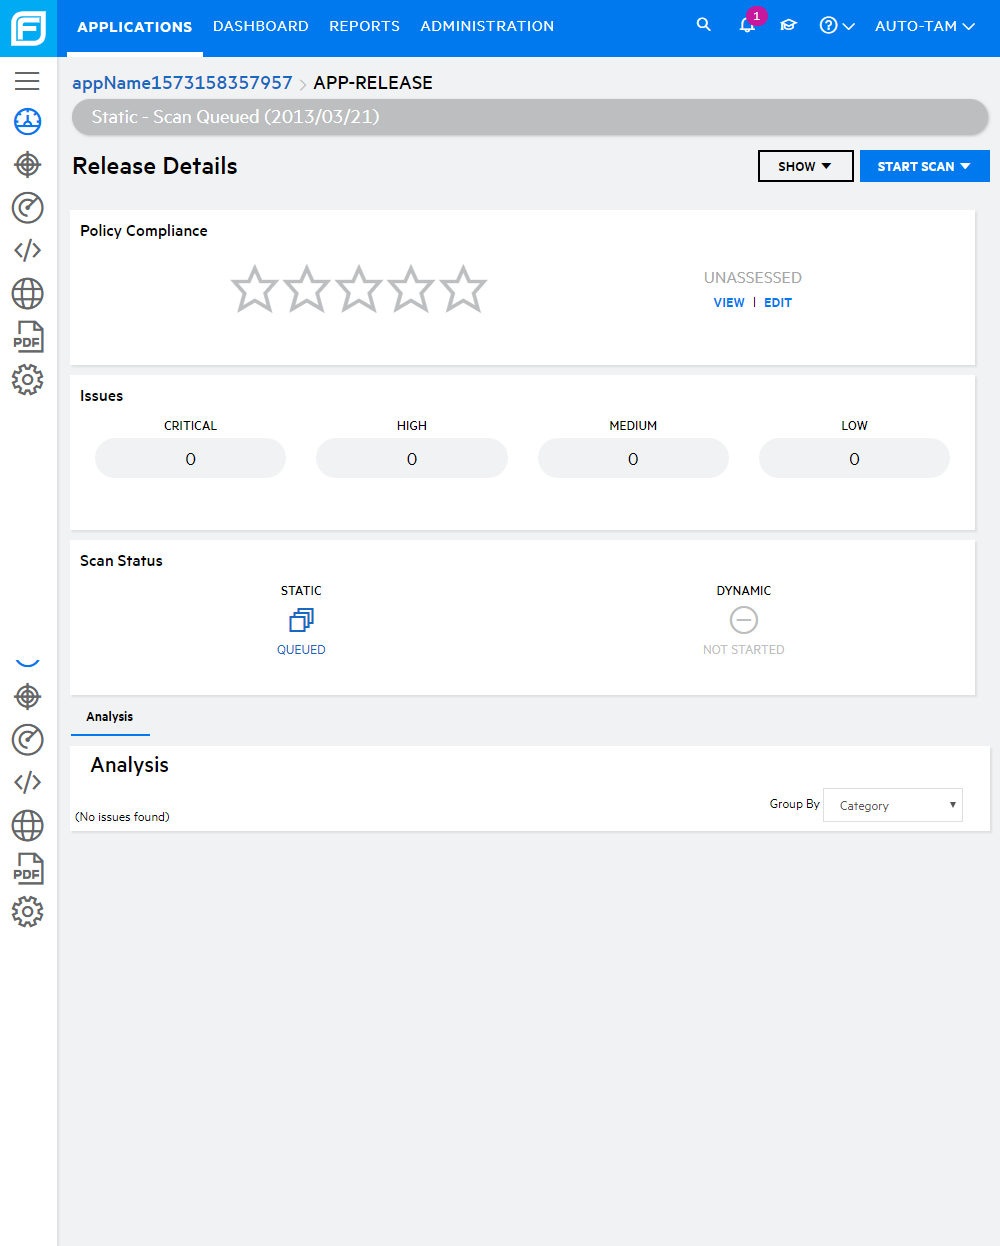 APPLICATIONS DASHBOARD REPORTS ADMINISTRATION 1 AUTO-TAM
appName1573158357957 APP-RELEASE
Static - Scan Queued (2013/03/21)
Release Details SHOW START SCAN
Policy Compliance
UNASSESSED
VIEW | EDIT
Issues
CRITICAL HIGH MEDIUM LOW
0 0 0 0
Scan Status
STATIC DYNAMIC
QUEUED NOT STARTED
Analysis
Analysis
Group By Category
(No issues found)
PDF
PDF